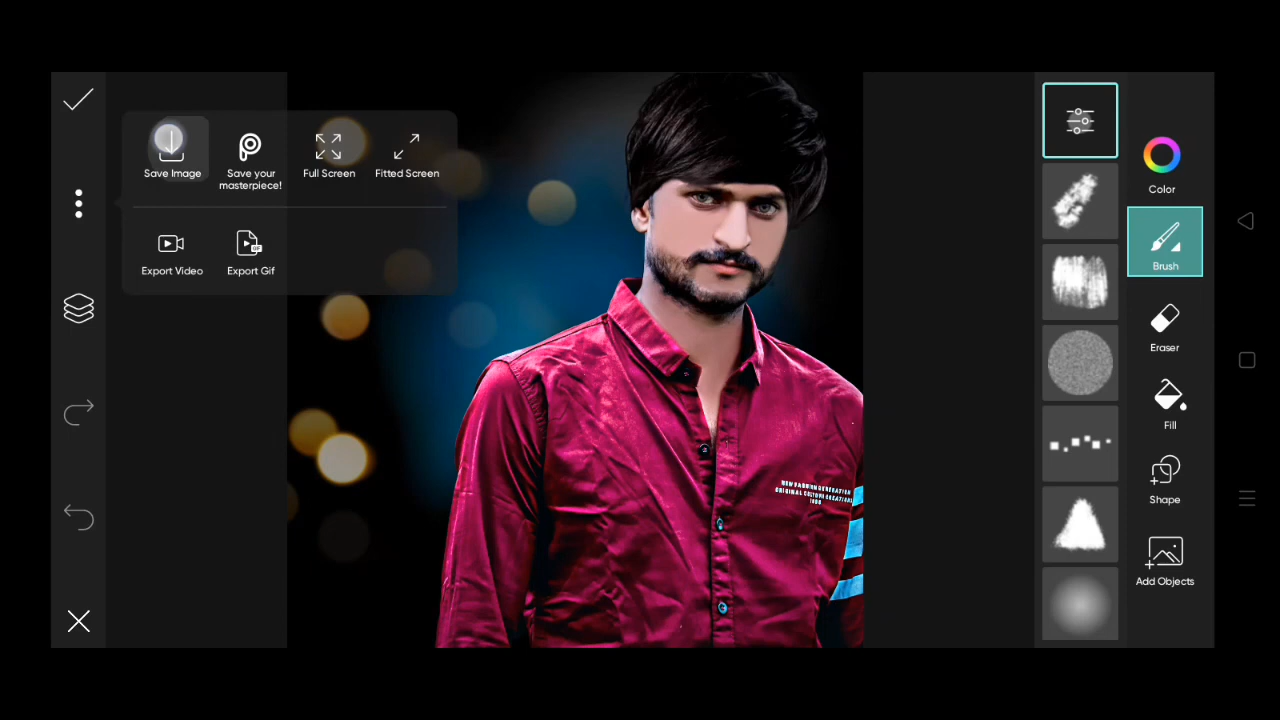 Save Image
Save your
masterpiece!
Full Screen
Fitted Screen
Export Video
Export Gif
Color
Brush
Eraser
Fill
Shape
Add Objects
ORIGINAL